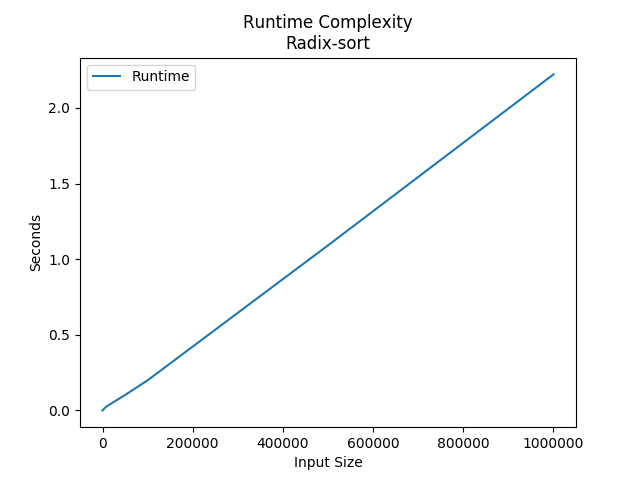 Runtime Complexity
Radix-sort
Runtime
2.0
1.5
1.0
0.5
0.0
Seconds
0 200000 400000 600000 800000 1000000
Input Size